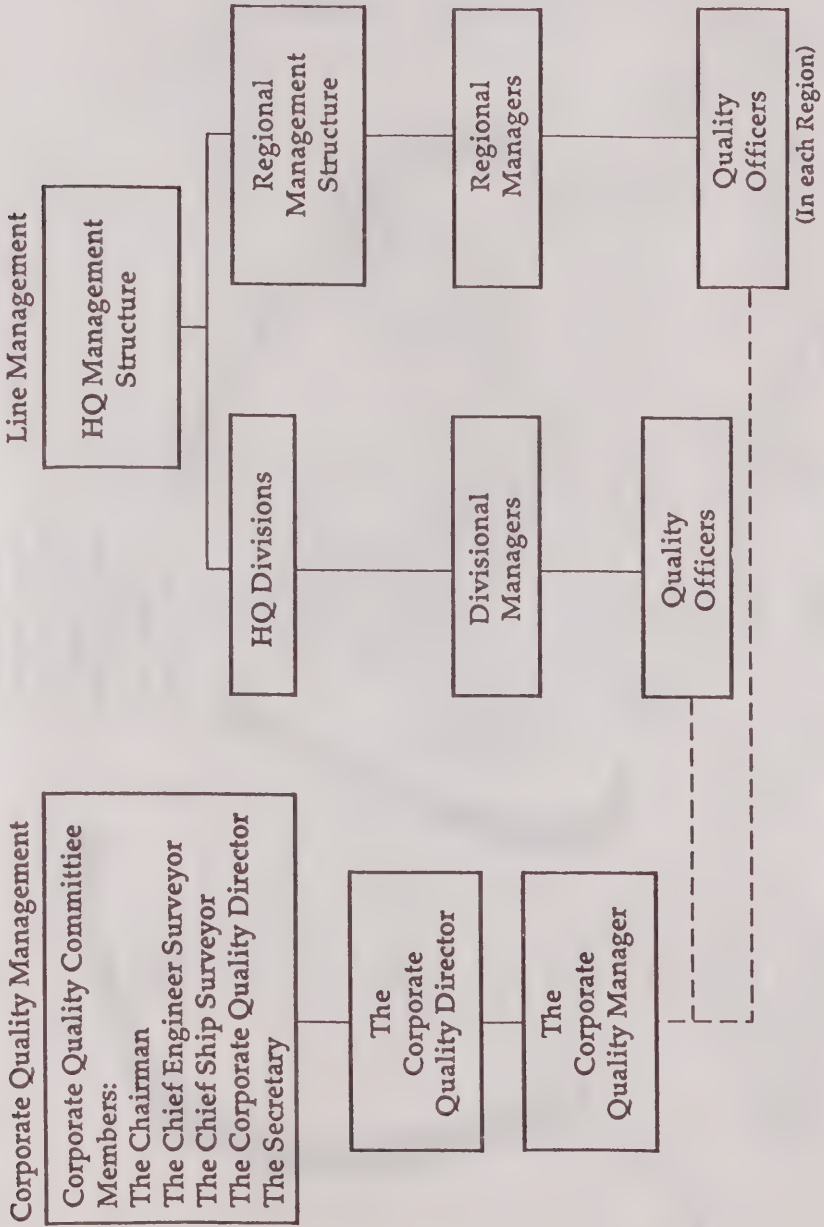 Corporate Quality Management
Corporate Quality Committiee
Members:
The Chairman
The Chief Engineer Surveyor
The Chief Ship Surveyor
The Corporate Quality Director
The Secretary
The
Corporate
Quality Director
The
Corporate
Quality Manager
Line Management
HQ Management
Structure
HQ Divisions
Divisional
Managers
Quality
Officers
Regional
Management
Structure
Regional
Managers
Quality
Officers
(In each Region)